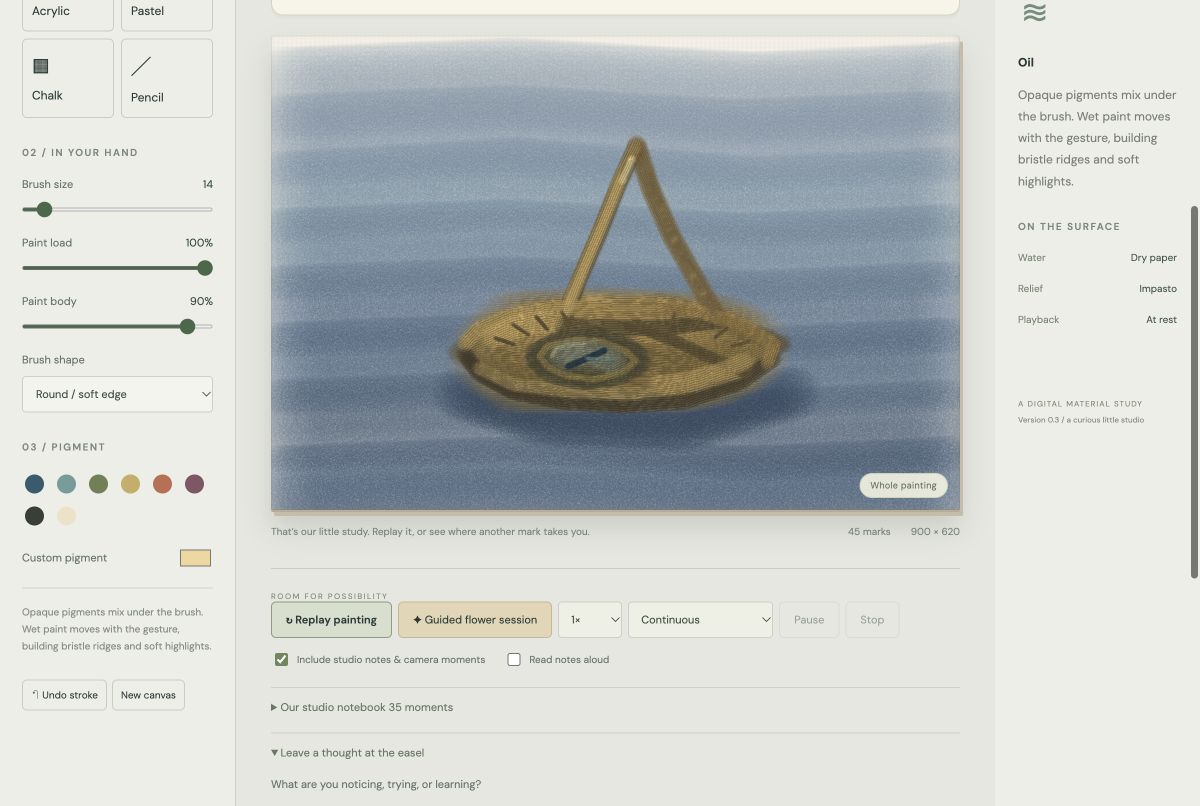 Acrylic
Pastel
Chalk
Pencil
02 / IN YOUR HAND
Brush size
14
Paint load
100%
Paint body
90%
Brush shape
Round / soft edge
03 / PIGMENT
Custom pigment
Opaque pigments mix under the brush.
Wet paint moves with the gesture,
building bristle ridges and soft highlights.
Undo stroke
New canvas
Whole painting
That's our little study. Replay it, or see where another mark takes you.
45 marks
900 × 620
ROOM FOR POSSIBILITY
↻ Replay painting
✦ Guided flower session
1×
Continuous
Pause
Stop
Include studio notes & camera moments
Read notes aloud
Our studio notebook 35 moments
Leave a thought at the easel
What are you noticing, trying, or learning?
Oil
Opaque pigments mix under
the brush. Wet paint moves
with the gesture, building
bristle ridges and soft
highlights.
ON THE SURFACE
Water
Dry paper
Relief
Impasto
Playback
At rest
A DIGITAL MATERIAL STUDY
Version 0.3 / a curious little studio